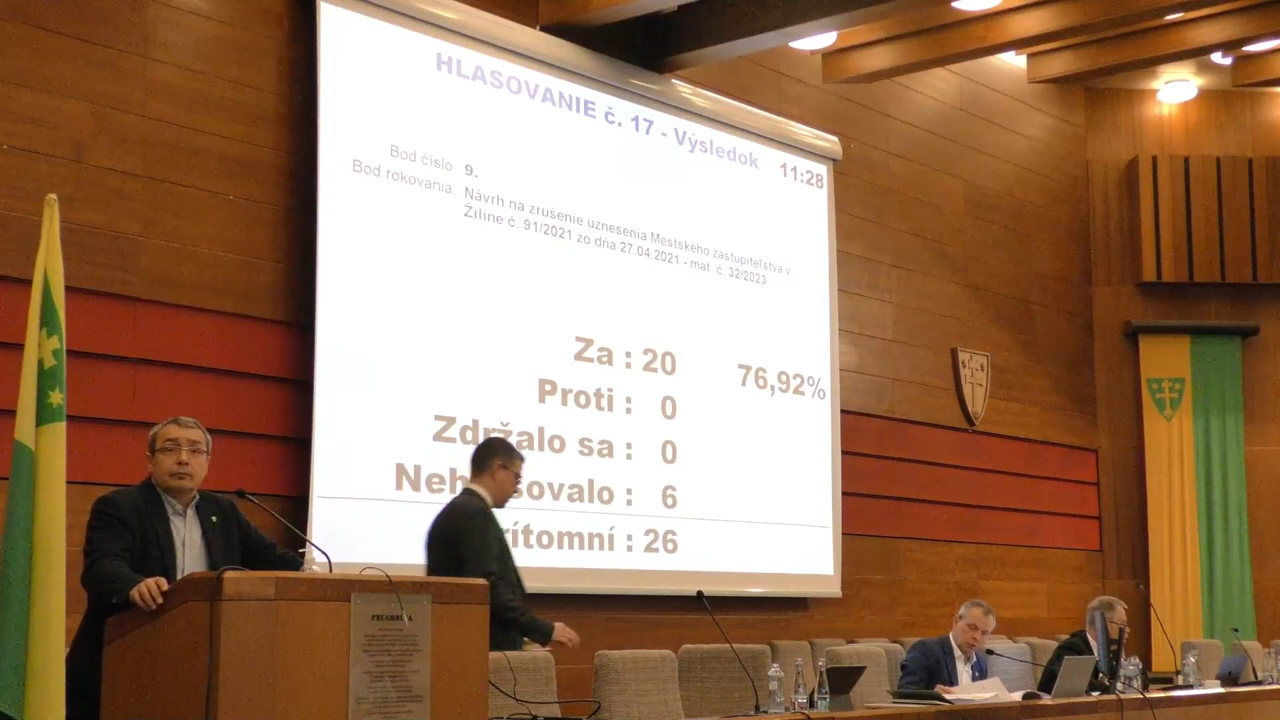 HLASOVANIE č. 17 - Výsledok 11:28
Bod číslo 9.
Bod rokovania: Návrh na zrušenie uznesenia Mestského zastupiteľstva v
Žiline č. 91/2021 zo dňa 27.04.2021 - mat. č. 32/2023
Za : 20 76,92%
Proti : 0
Zdržalo sa : 0
: 6
: 26
PREAMBULA